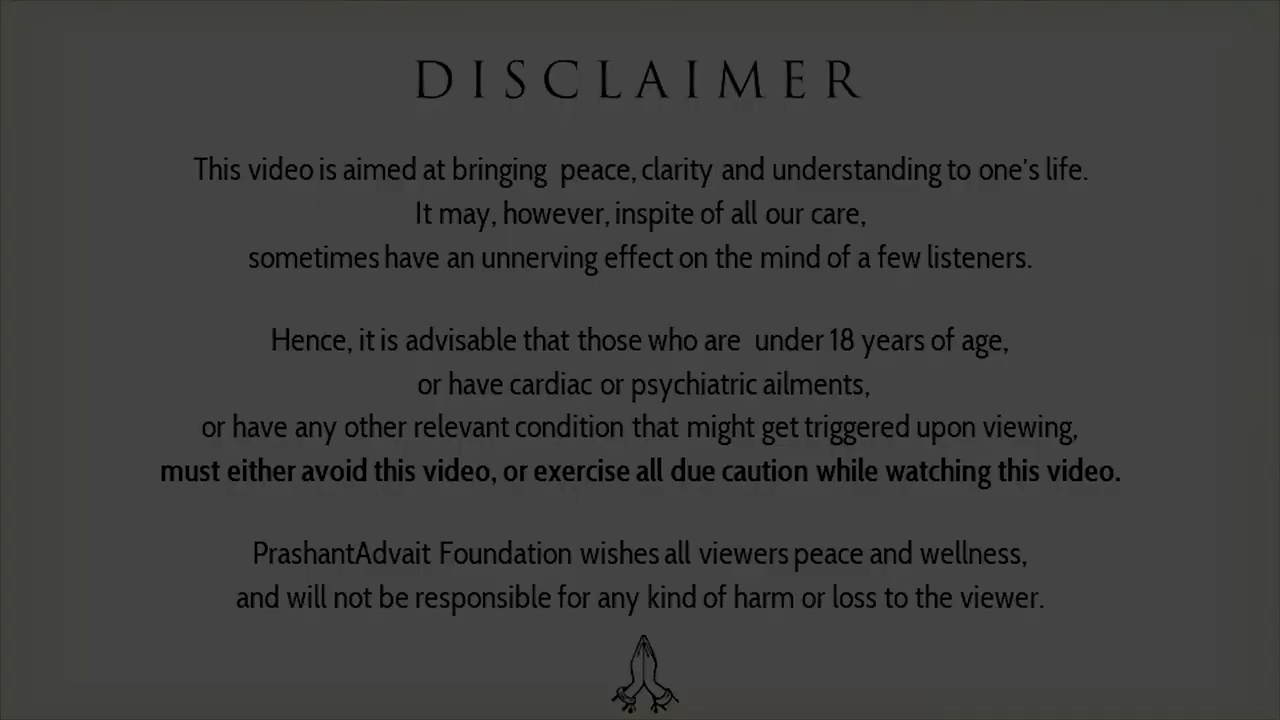 DISCLAIMER
This video is aimed at bringing peace, clarity and understanding to one's life.
It may, however, inspite of all our care,
sometimes have an unnerving effect on the mind of a few listeners.
Hence, it is advisable that those who are under 18 years of age,
or have cardiac or psychiatric ailments,
or have any other relevant condition that might get triggered upon viewing,
must either avoid this video, or exercise all due caution while watching this video.
PrashantAdvait Foundation wishes all viewers peace and wellness,
and will not be responsible for any kind of harm or loss to the viewer.